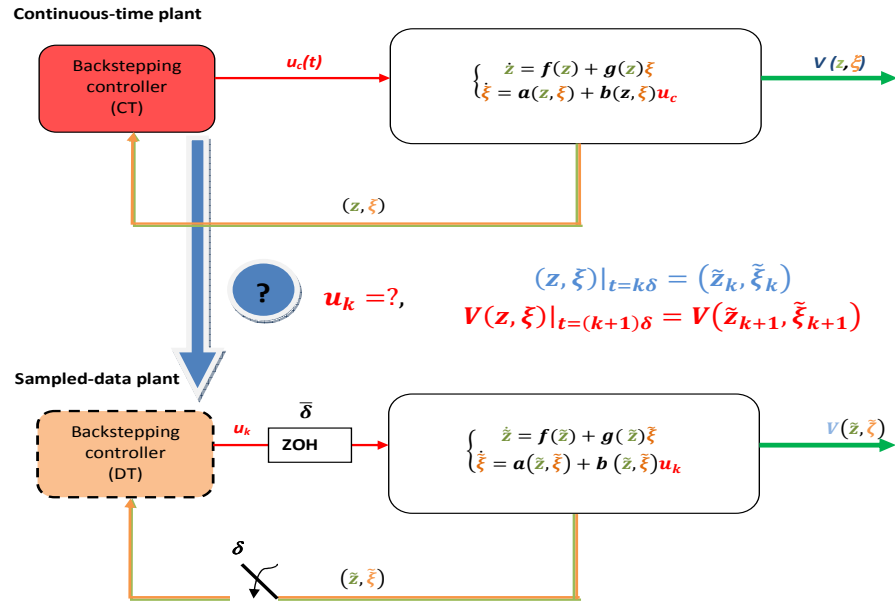 Continuous-time plant
Backstepping
controller
(CT)
u_c(t)
ż = f(z) + g(z)ξ
ξ̇ = a(z,ξ) + b(z,ξ)u_c
V (z,ξ)
(z,ξ)
?
u_k =?,
(z,ξ)|_{t=kδ} = (z̃_k, ξ̃_k)
V(z,ξ)|_{t=(k+1)δ} = V(z̃_{k+1}, ξ̃_{k+1})
Sampled-data plant
Backstepping
controller
(DT)
u_k
δ̅
ZOH
ż̃ = f(z̃) + g(z̃)ξ̃
ξ̃̇ = a(z̃,ξ̃) + b (z̃,ξ̃)u_k
V(z̃,ζ̃)
δ
(z̃,ξ̃)